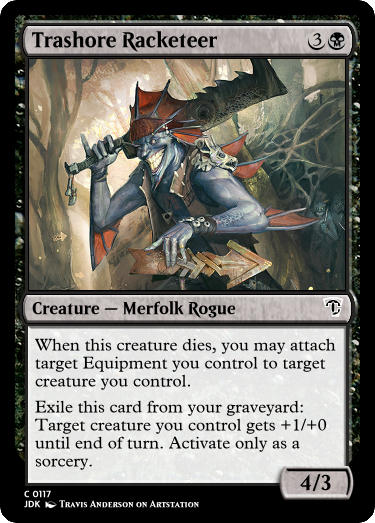 Trashore Racketeer 3
Creature — Merfolk Rogue
When this creature dies, you may attach
target Equipment you control to target
creature you control.
Exile this card from your graveyard:
Target creature you control gets +1/+0
until end of turn. Activate only as a
sorcery.
4/3
C 0117
JDK Travis Anderson on Artstation